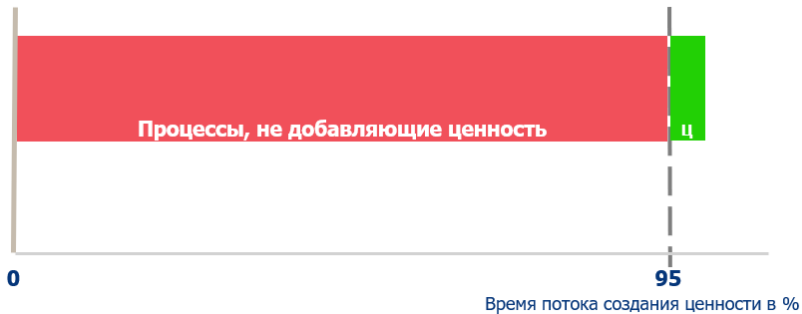 Процессы, не добавляющие ценность
ц
0
95
Время потока создания ценности в %